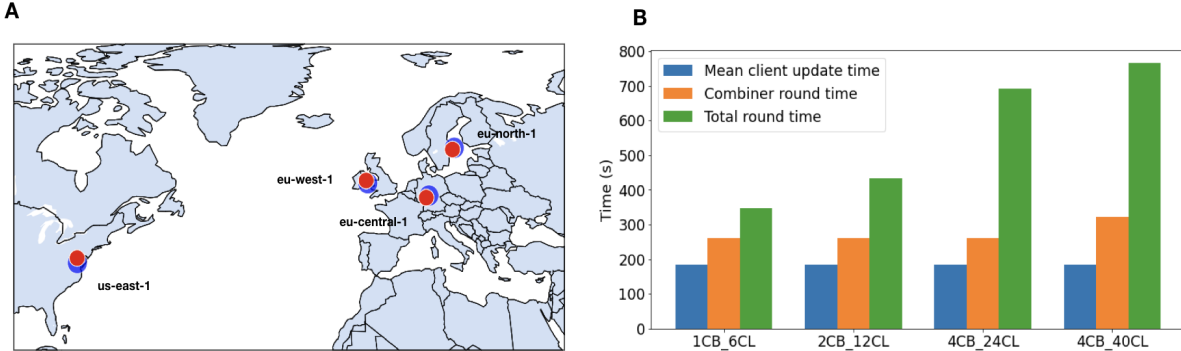 A
eu-north-1
eu-west-1
eu-central-1
us-east-1
B
800
700
600
500
400
300
200
100
0
Time (s)
Mean client update time
Combiner round time
Total round time
1CB_6CL
2CB_12CL
4CB_24CL
4CB_40CL